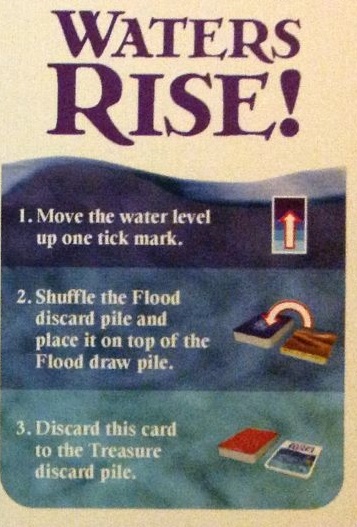 WATERS
RISE!
1. Move the water level
up one tick mark.
2. Shuffle the Flood
discard pile and
place it on top of the
Flood draw pile.
3. Discard this card
to the Treasure
discard pile.